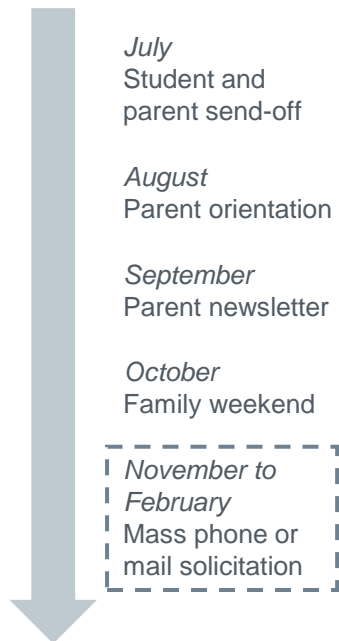 July
Student and
parent send-off
August
Parent orientation
September
Parent newsletter
October
Family weekend
November to
February
Mass phone or
mail solicitation